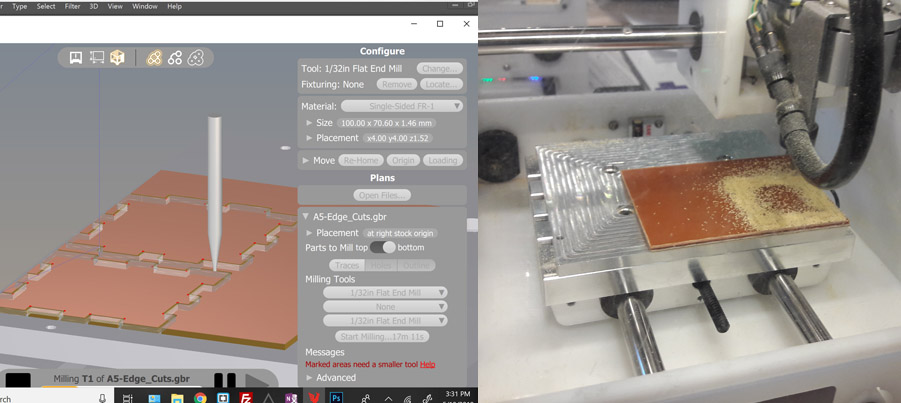 Type Select Filter 3D View Window Help
Configure
Tool: 1/32in Flat End Mill Change...
Fixturing: None Remove Locate...
Material: Single-Sided FR-1
Size 100.00 x 70.60 x 1.46 mm
Placement x4.00 y4.00 z1.52
Move Re-Home Origin Loading
Plans
Open Files...
A5-Edge_Cuts.gbr
Placement at right stock origin
Parts to Mill top bottom
Traces Holes Outline
Milling Tools
1/32in Flat End Mill
None
1/32in Flat End Mill
Start Milling...17m 11s
Messages
Marked areas need a smaller tool Help
Advanced
Milling T1 of A5-Edge_Cuts.gbr
rch
Ps
3:31 PM